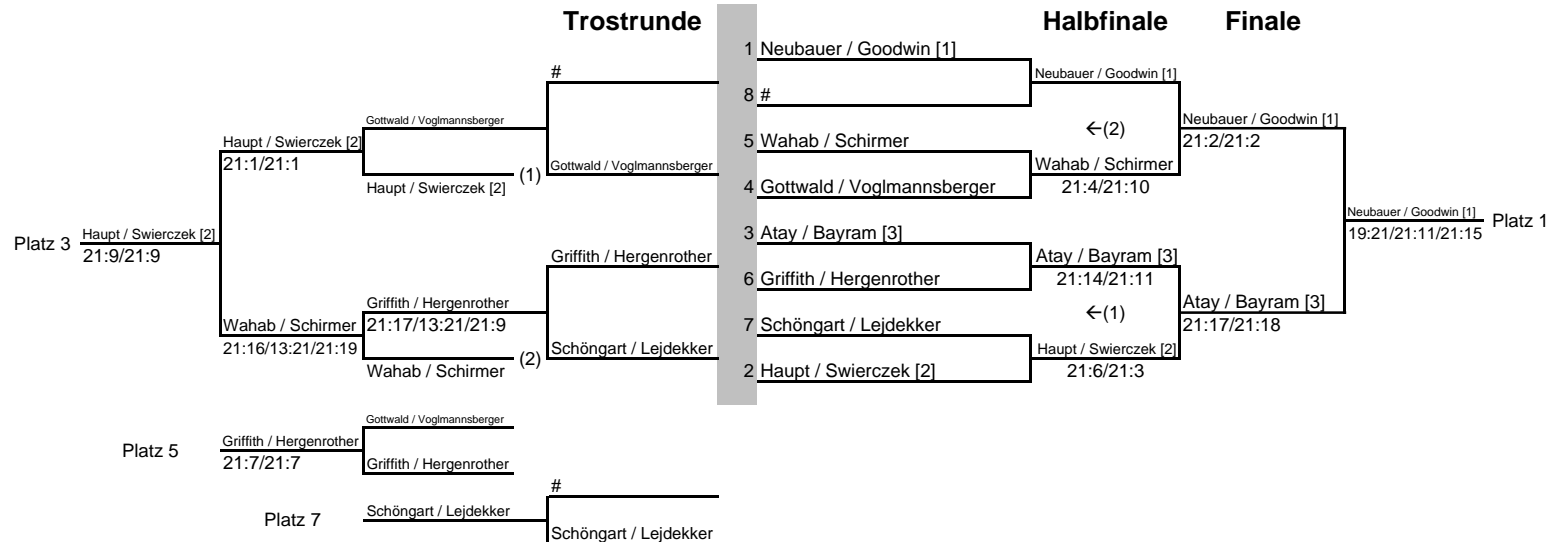 Trostrunde
Halbfinale
Finale
1 Neubauer / Goodwin [1]
# Neubauer / Goodwin [1]
8 #
Gottwald / Voglmannsberger
←(2)
Neubauer / Goodwin [1]
Haupt / Swierczek [2]
5 Wahab / Schirmer
21:2/21:2
21:1/21:1
(1)
Gottwald / Voglmannsberger
Wahab / Schirmer
Haupt / Swierczek [2]
4 Gottwald / Voglmannsberger
21:4/21:10
Neubauer / Goodwin [1]
Platz 1
3 Atay / Bayram [3]
19:21/21:11/21:15
Platz 3
Haupt / Swierczek [2]
21:9/21:9
Griffith / Hergenrother
Atay / Bayram [3]
6 Griffith / Hergenrother
21:14/21:11
Griffith / Hergenrother
Atay / Bayram [3]
←(1)
Wahab / Schirmer
21:17/13:21/21:9
7 Schöngart / Lejdekker
21:17/21:18
21:16/13:21/21:19
(2)
Schöngart / Lejdekker
Haupt / Swierczek [2]
Wahab / Schirmer
2 Haupt / Swierczek [2]
21:6/21:3
Gottwald / Voglmannsberger
Platz 5
Griffith / Hergenrother
21:7/21:7
Griffith / Hergenrother
#
Platz 7
Schöngart / Lejdekker
Schöngart / Lejdekker